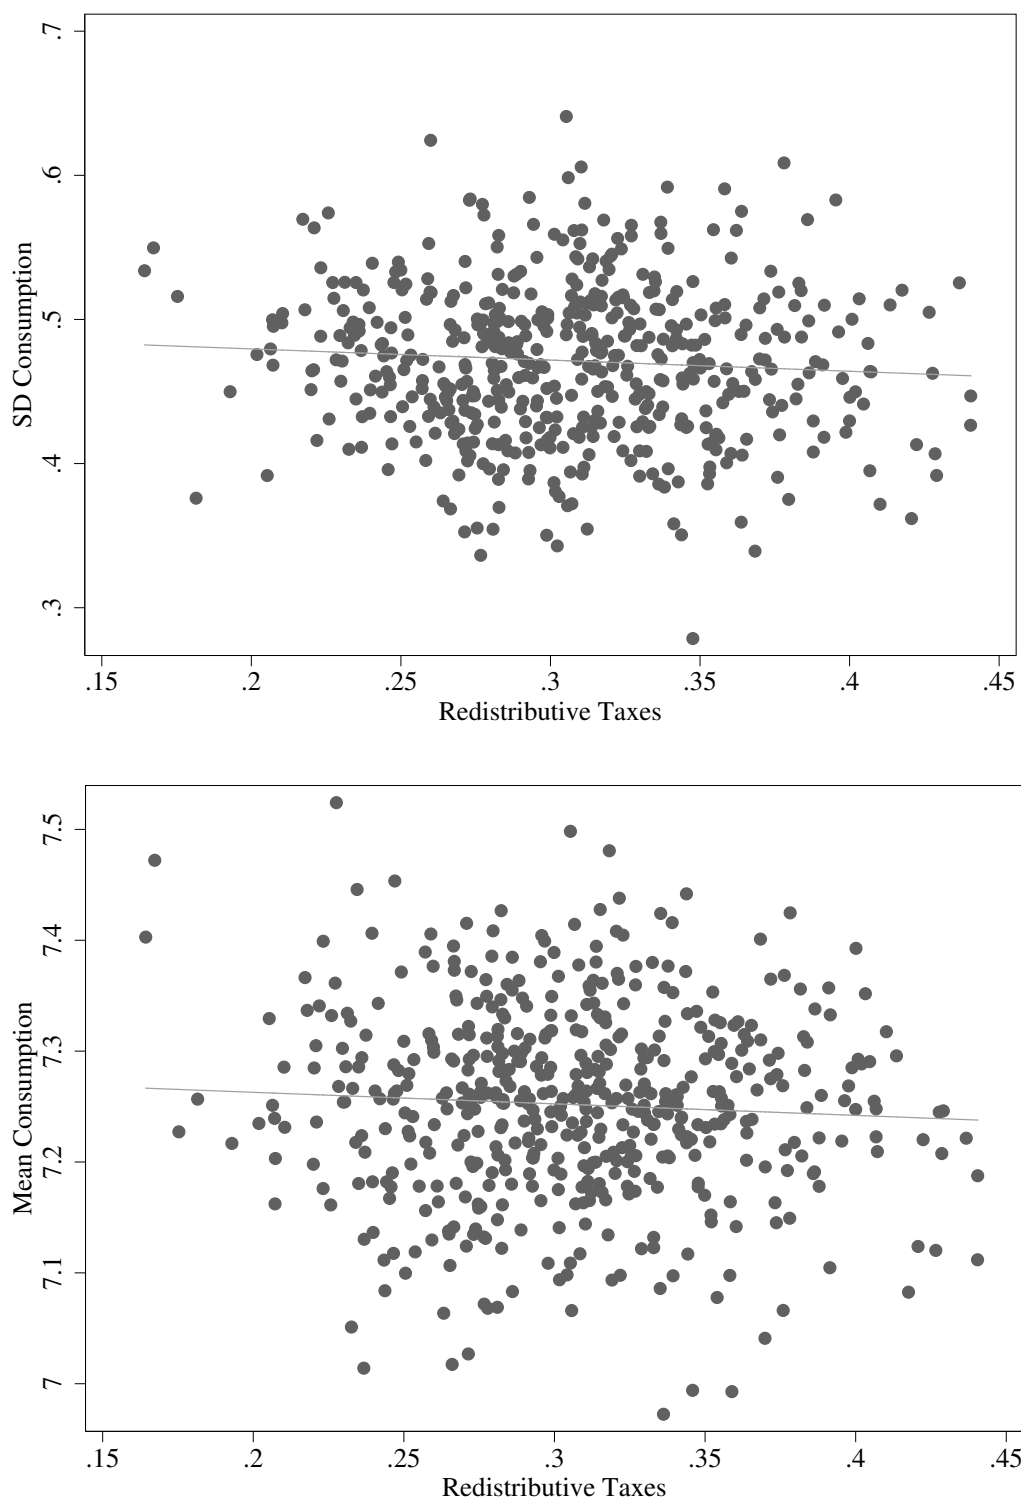 .7
.6
.5
.4
.3
SD Consumption
.15 .2 .25 .3 .35 .4 .45
Redistributive Taxes
7.5
7.4
7.3
7.2
7.1
7
Mean Consumption
.15 .2 .25 .3 .35 .4 .45
Redistributive Taxes